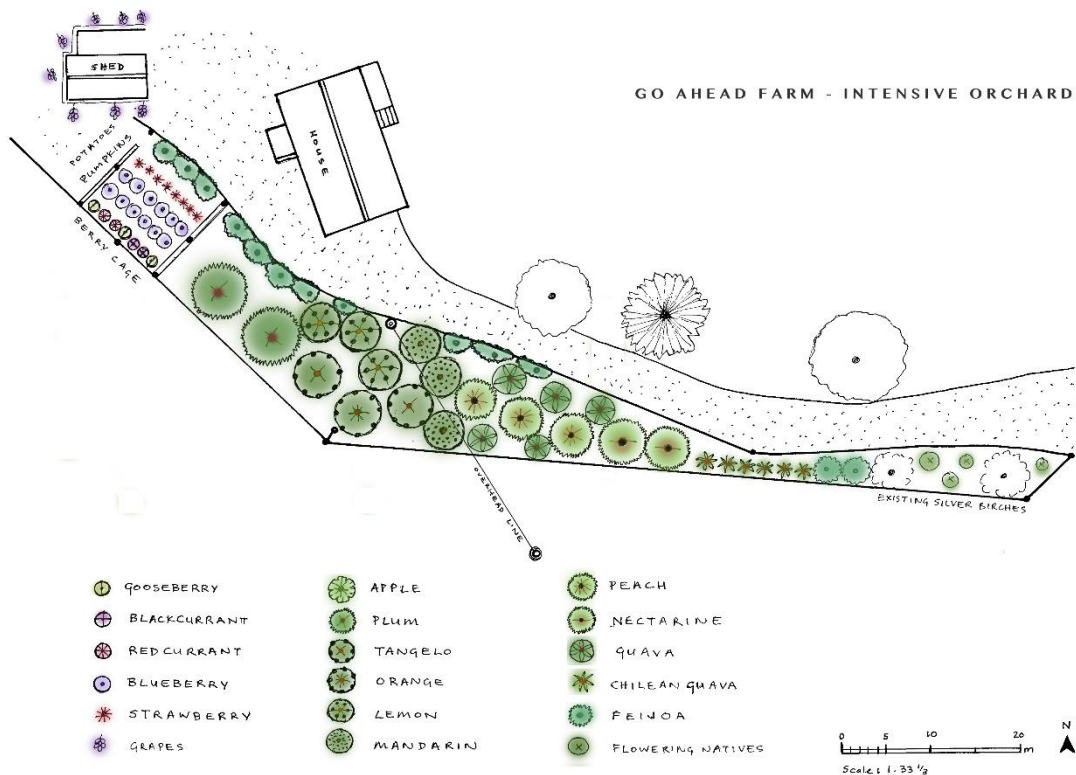 GO AHEAD FARM - INTENSIVE ORCHARD
SHED
HOUSE
POTATOES
PUMPKINS
BERRY CAGE
OVERHEAD LINE
EXISTING SILVER BIRCHES
GOOSEBERRY
BLACKCURRANT
REDCURRANT
BLUEBERRY
STRAWBERRY
GRAPES
APPLE
PLUM
TANGELO
ORANGE
LEMON
MANDARIN
PEACH
NECTARINE
GUAVA
CHILEAN GUAVA
FEIJOA
FLOWERING NATIVES
N
0 5 10 20
m
Scale: 1.33 1/3